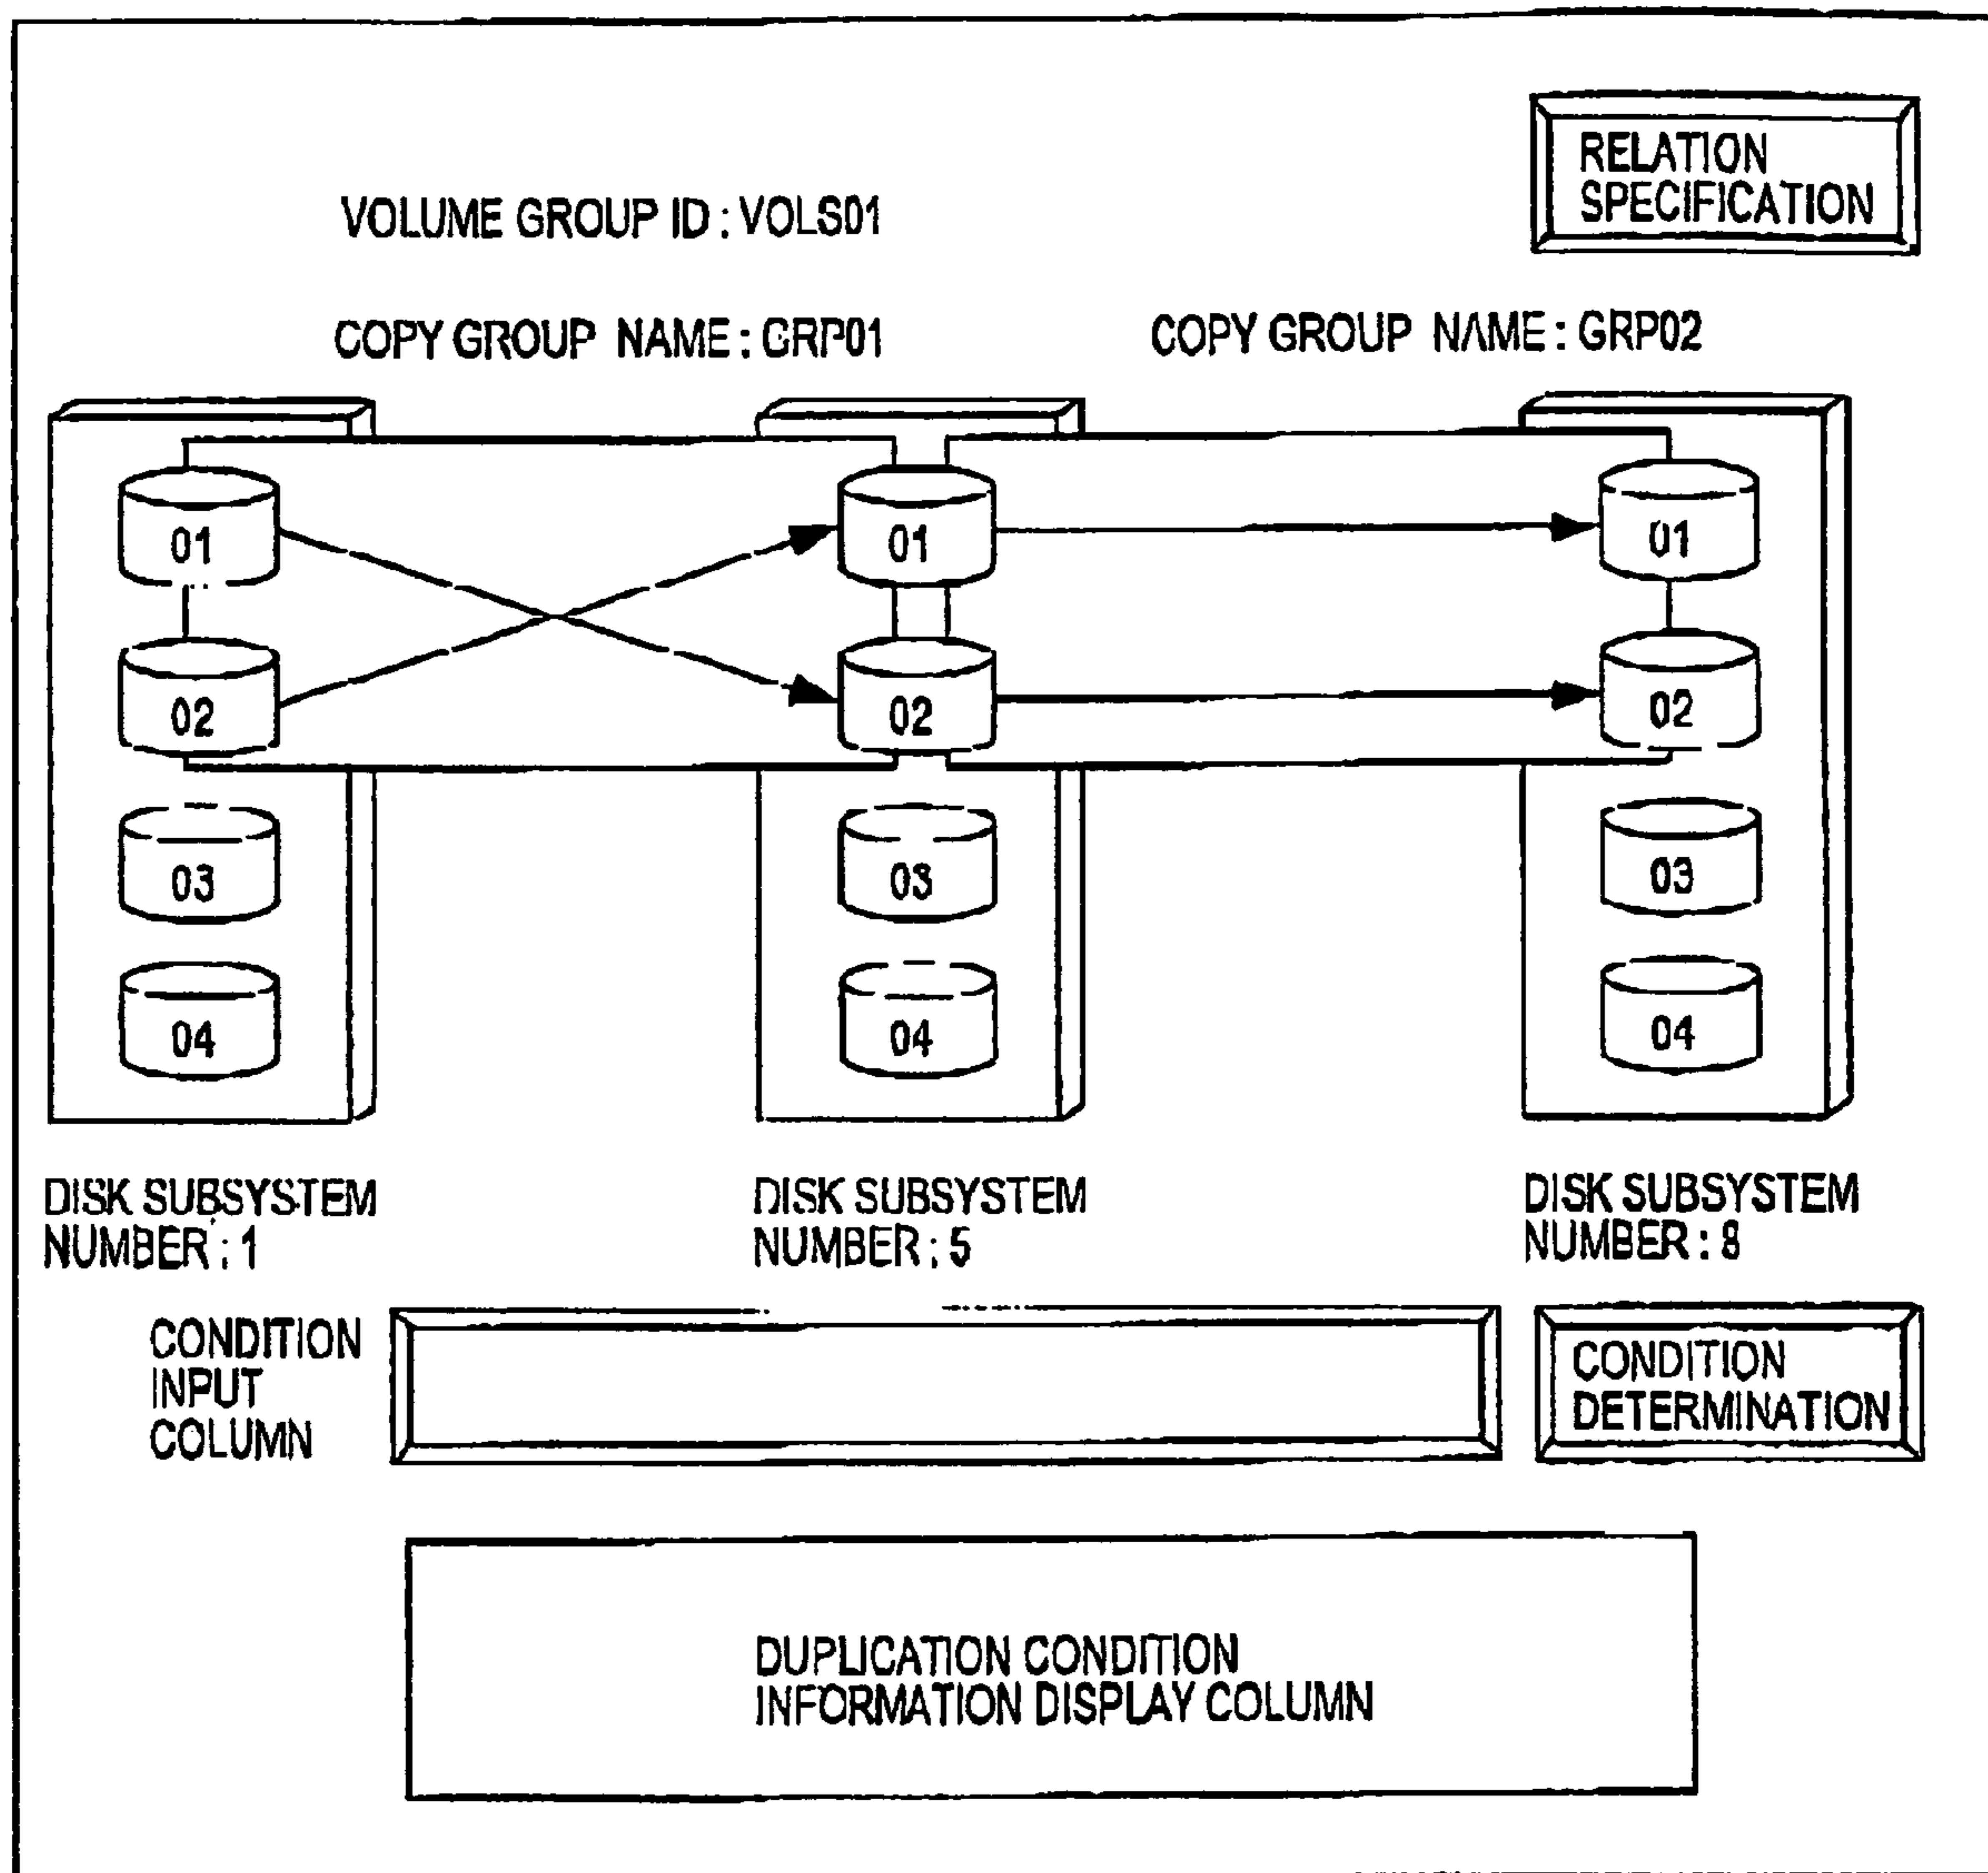 RELATION
SPECIFICATION
VOLUME GROUP ID : VOLS01
COPY GROUP NAME : GRP01
COPY GROUP NAME : GRP02
01
01
01
02
02
02
03
03
03
04
04
04
DISK SUBSYSTEM
NUMBER : 1
DISK SUBSYSTEM
NUMBER : 5
DISK SUBSYSTEM
NUMBER :
CONDITION
INPUT
COLUMN
CONDITION
DETERMINATION
DUPLICATION CONDITION
INFORMATION DISPLAY COLUMN